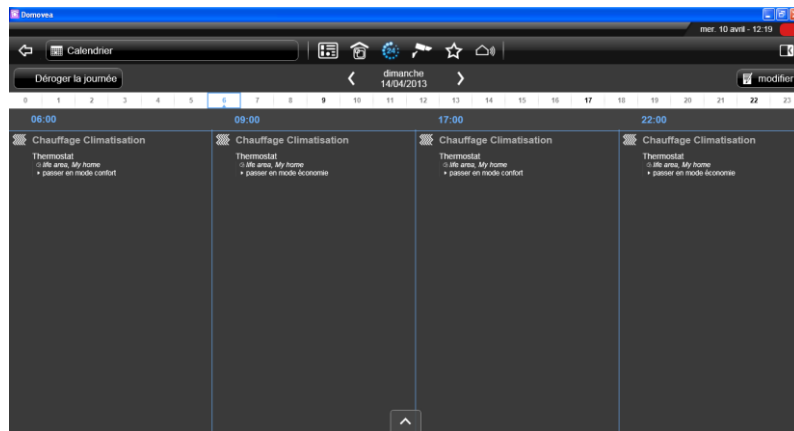 Domovea
mer. 10 avril - 12:19
Calendrier
24
Déroger la journée
dimanche
14/04/2013
modifier
0 1 2 3 4 5 6 7 8 9 10 11 12 13 14 15 16 17 18 19 20 21 22 23
06:00 09:00 17:00 22:00
Chauffage Climatisation Chauffage Climatisation Chauffage Climatisation Chauffage Climatisation
Thermostat Thermostat Thermostat Thermostat
life area, My home life area, My home life area, My home life area, My home
passer en mode confort passer en mode économie passer en mode confort passer en mode économie